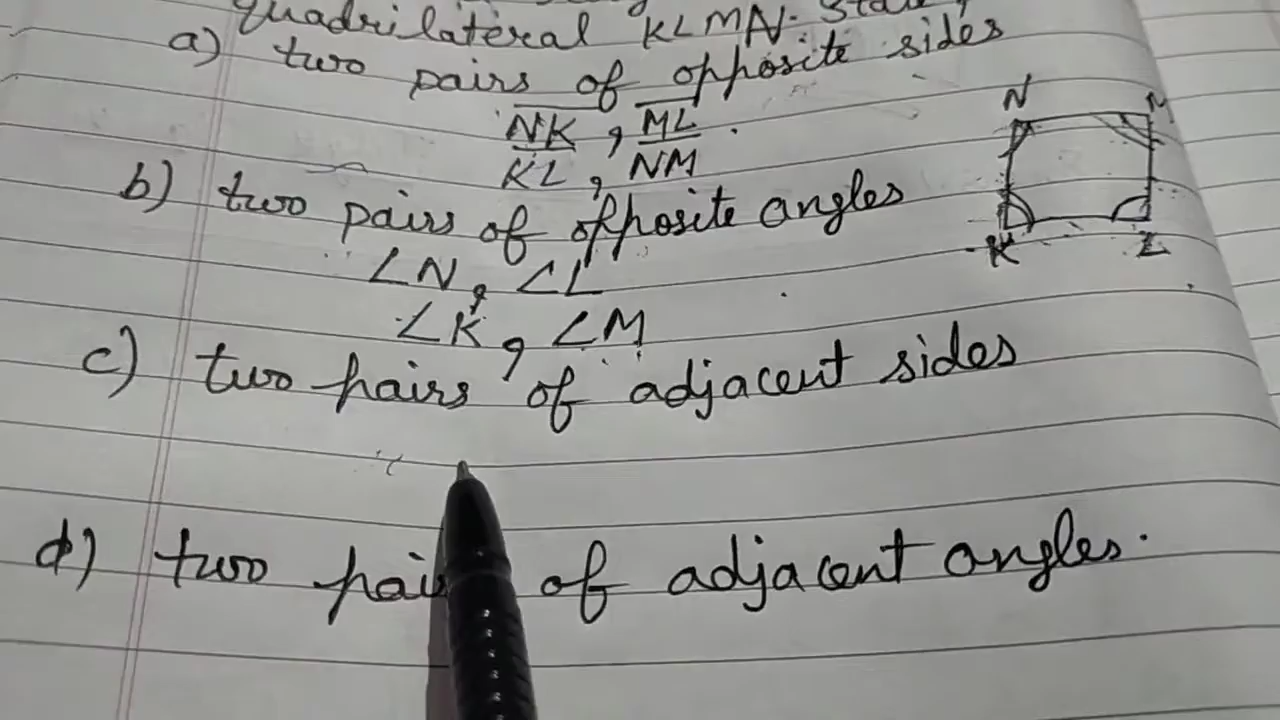 quadrilateral KLMN. State,
a) two pairs of opposite sides
NK, ML.
KL, NM
b) two pairs of opposite angles
∠N, ∠L
∠K, ∠M
c) two pairs of adjacent sides
d) two of adjacent angles.
N M
K L